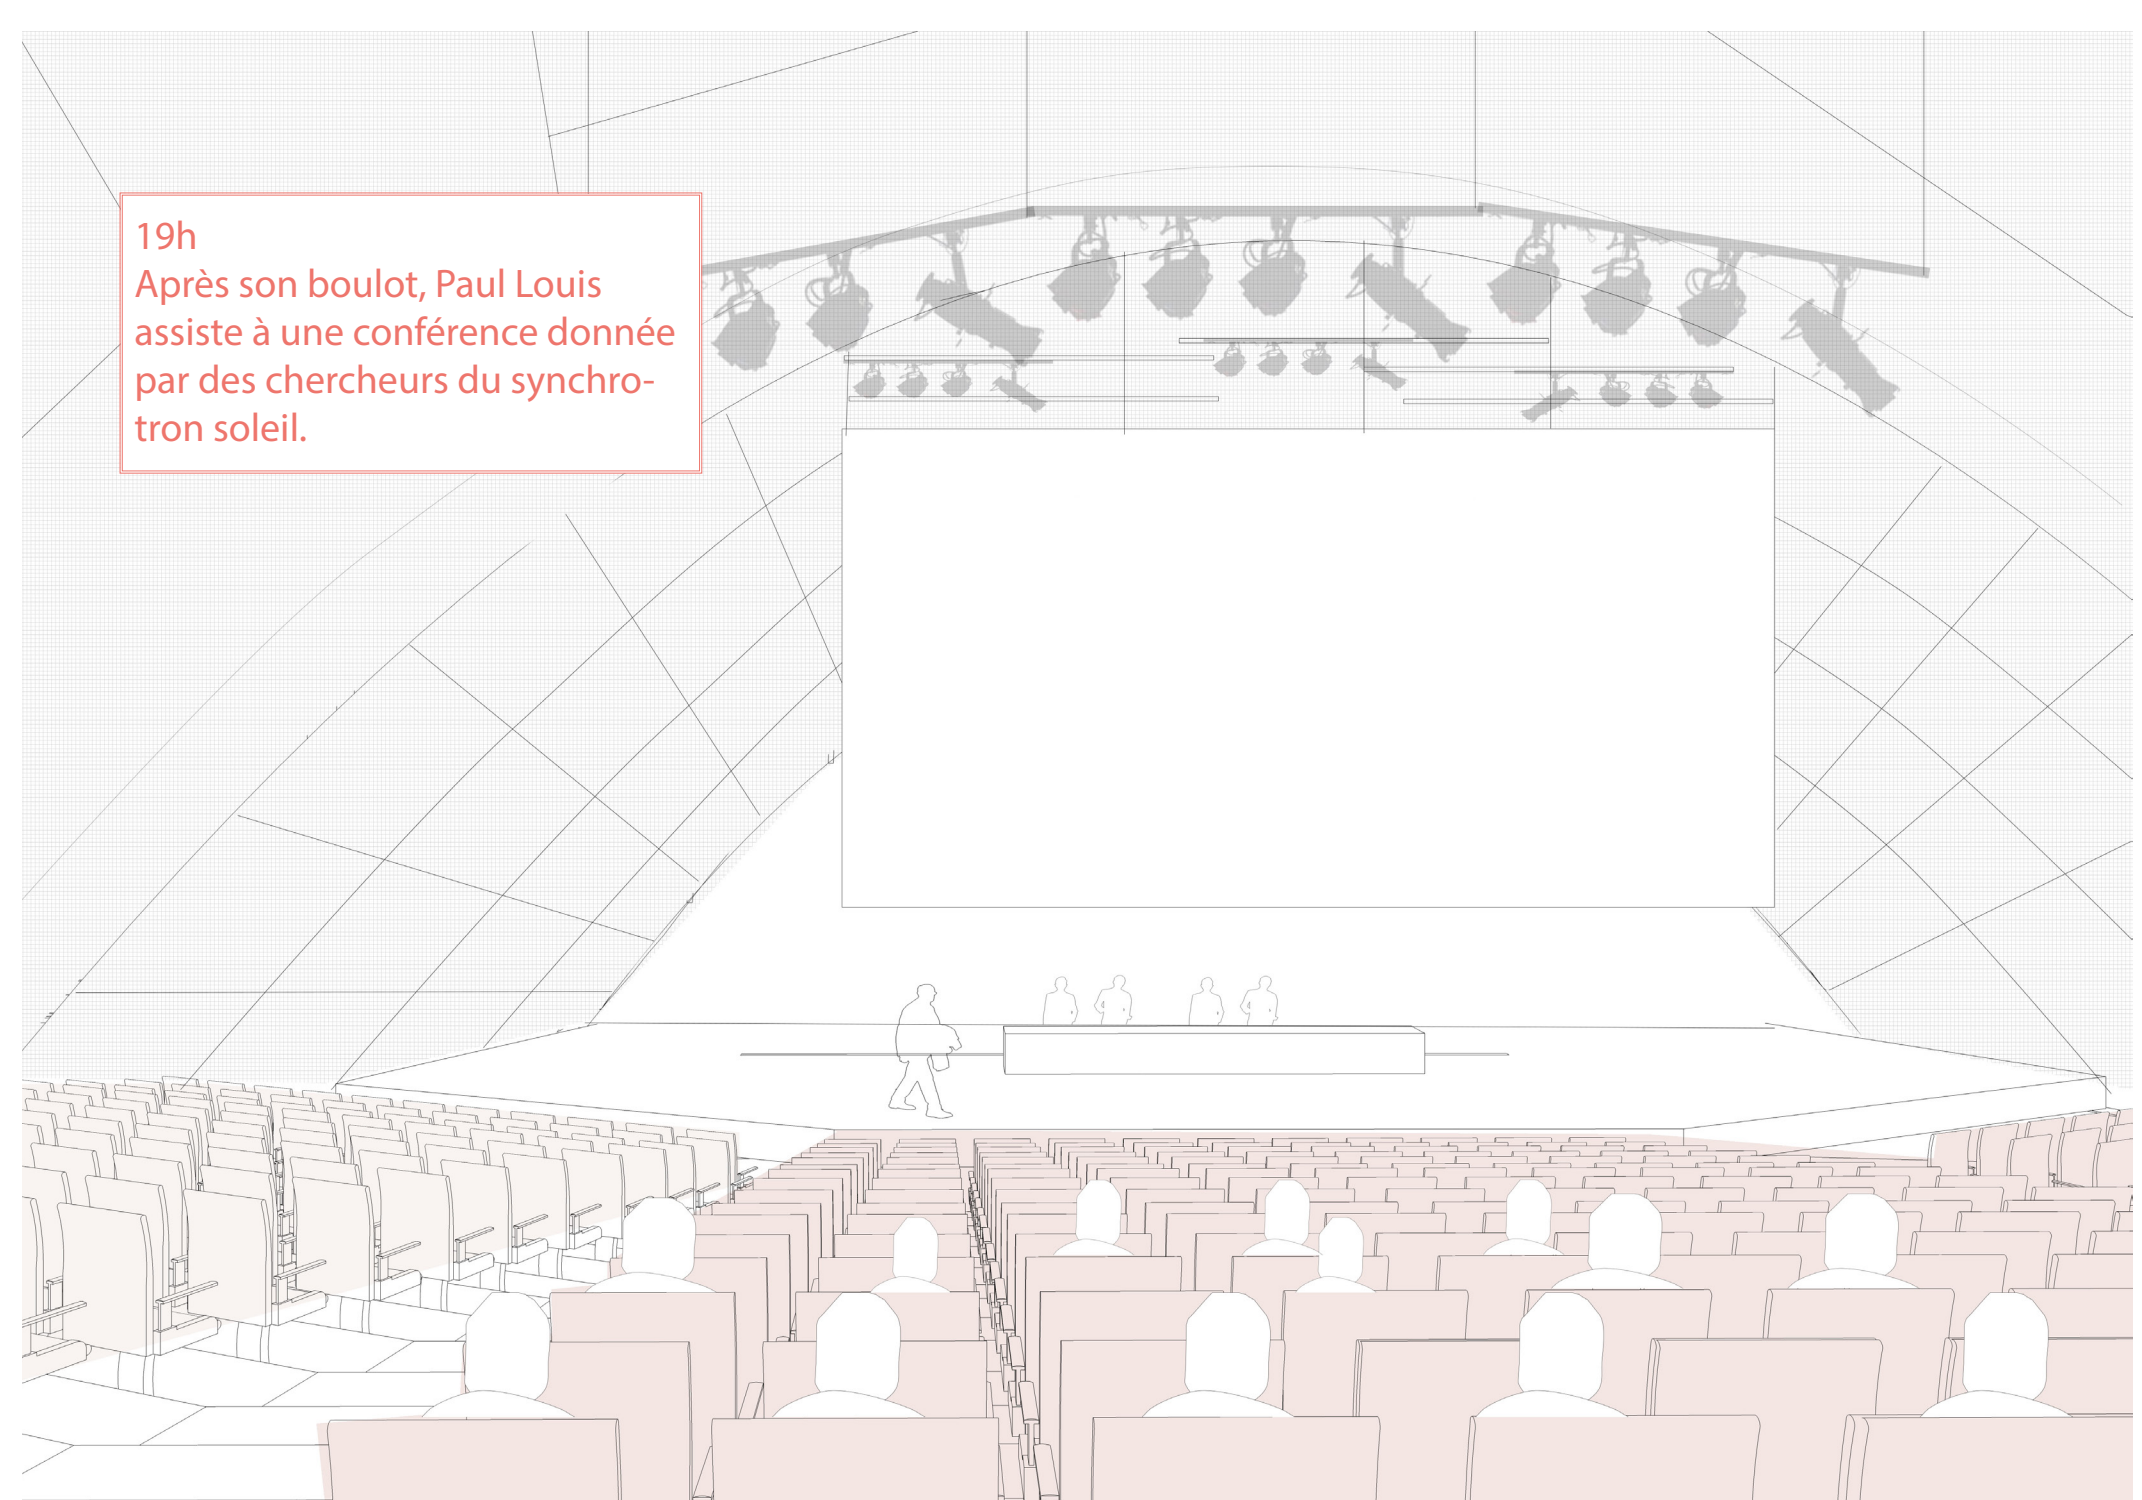 19h
Après son boulot, Paul Louis
assiste à une conférence donnée
par des chercheurs du synchro-
tron soleil.